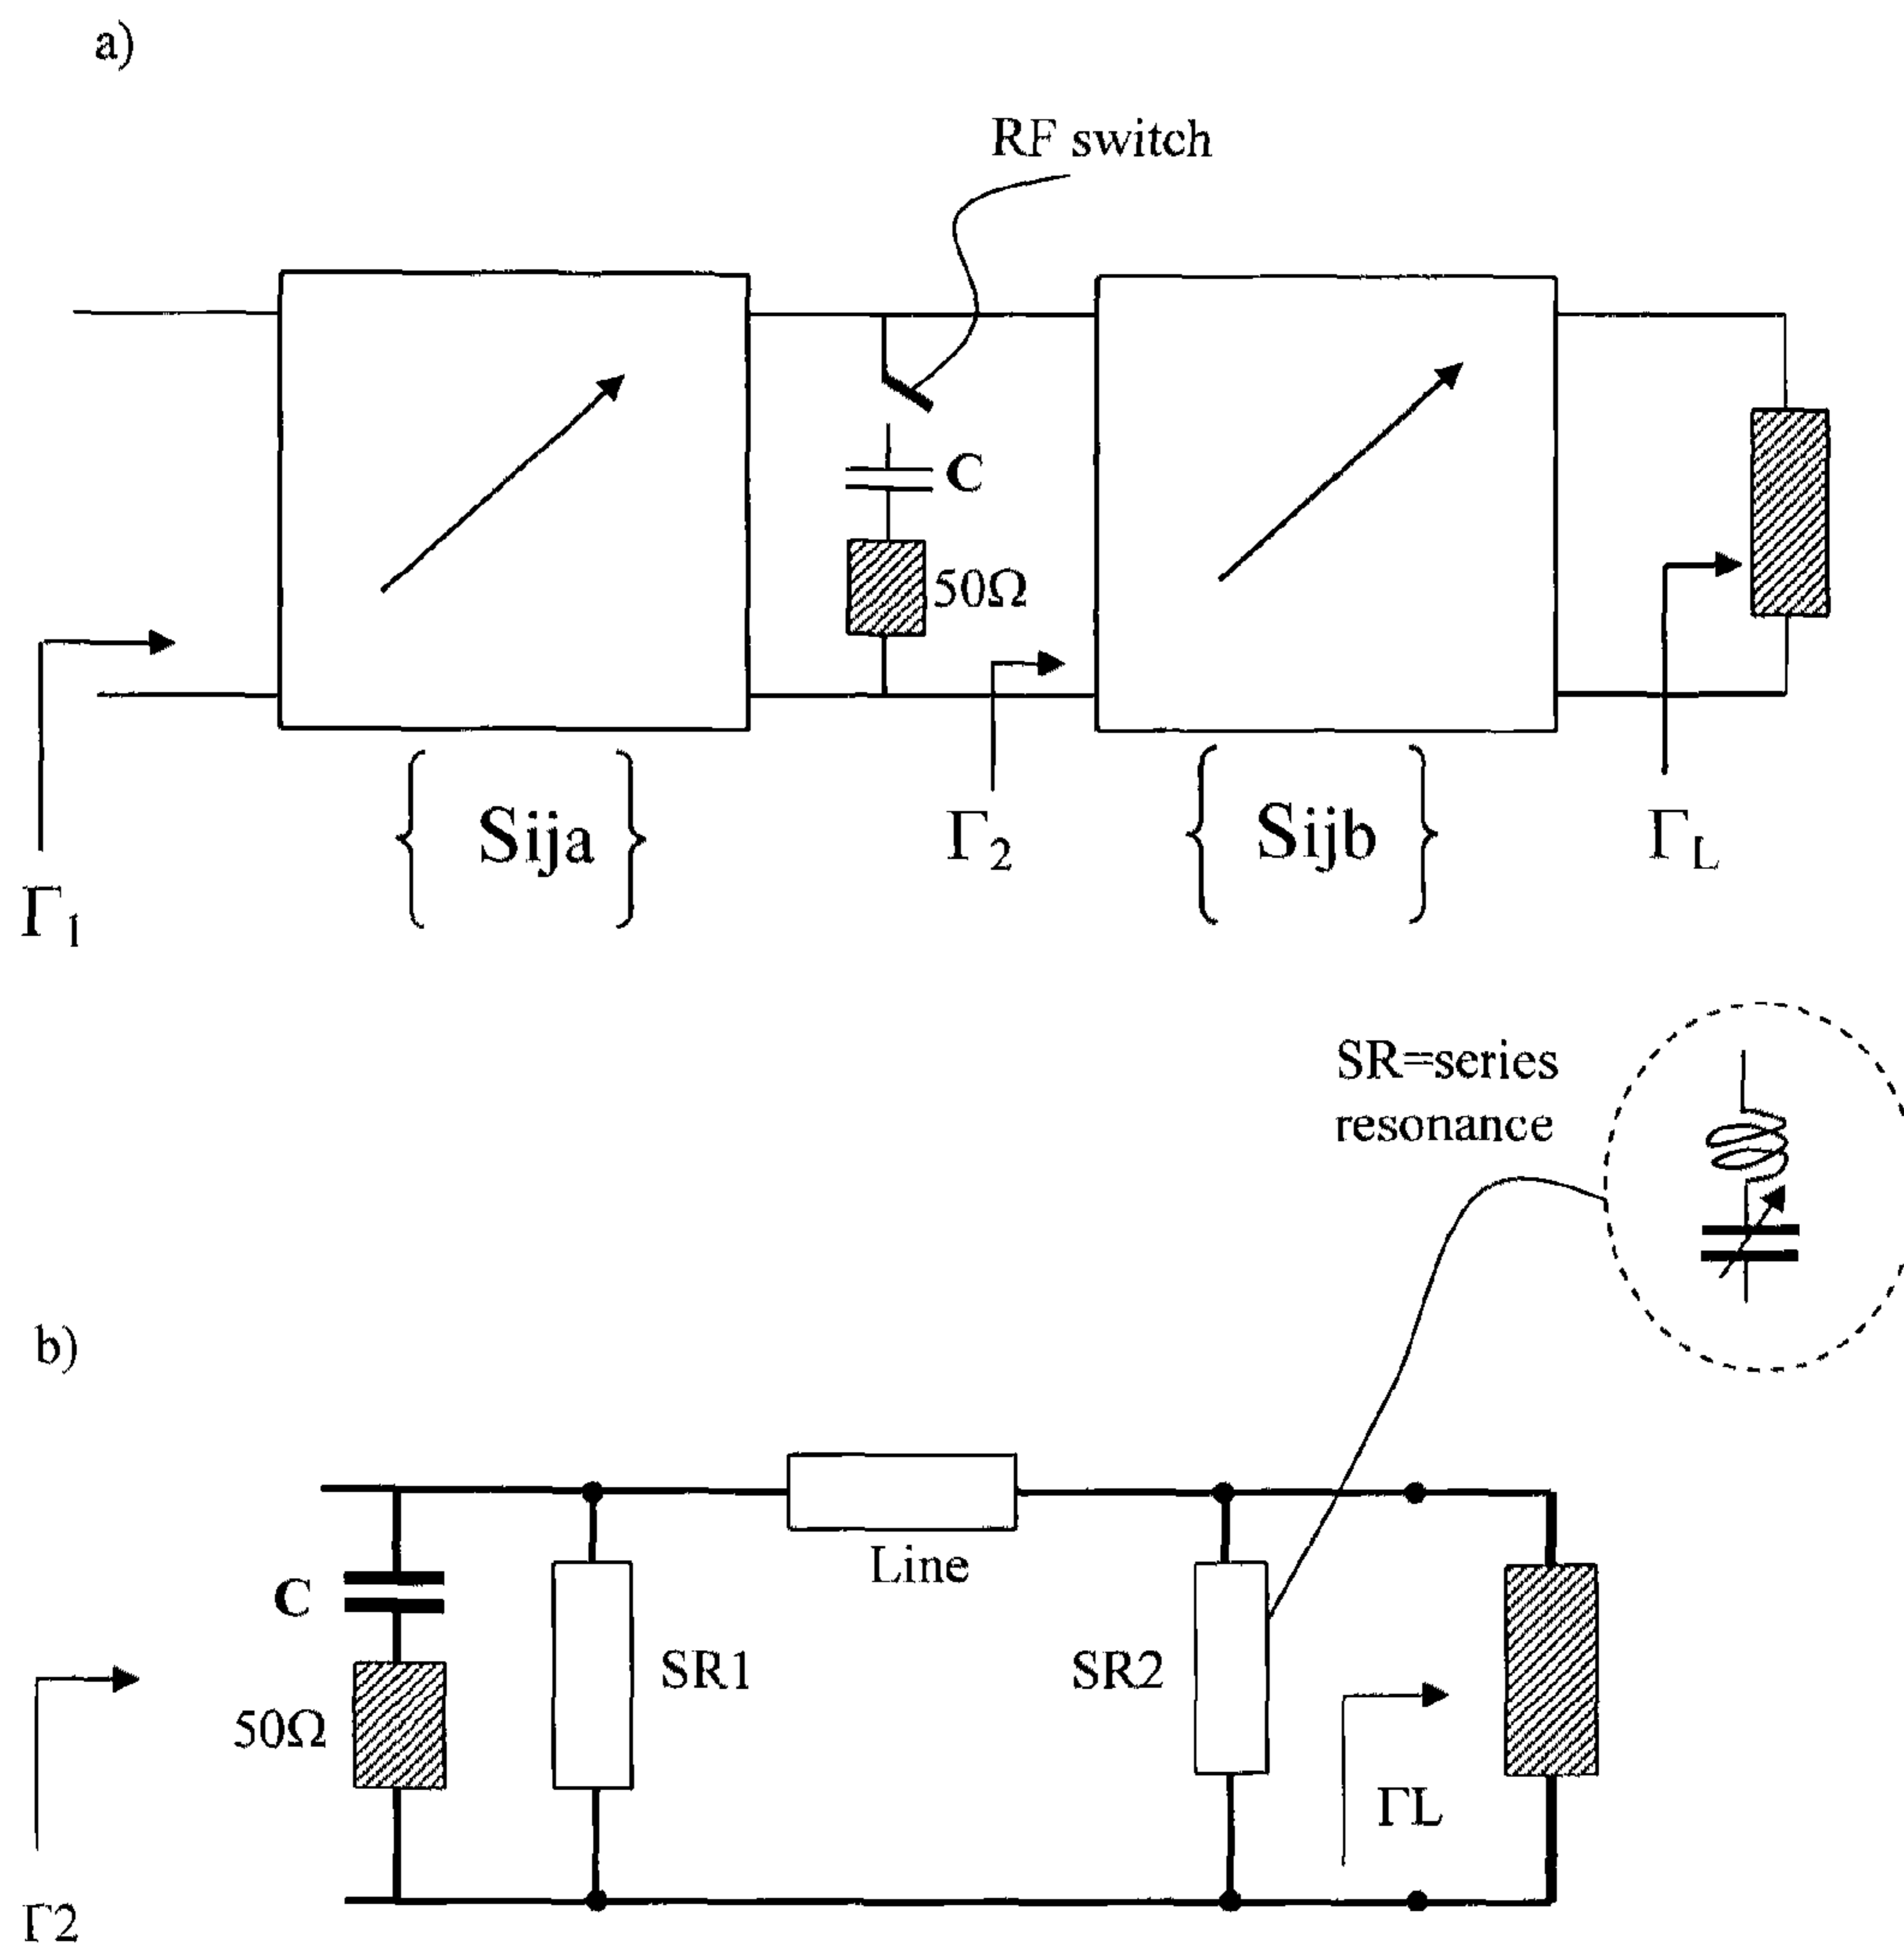 a)
RF switch
C
50Ω
Sija
Γ2
Sijb
ΓL
Γ1
SR=series
resonance
b)
Line
C
SR1
SR2
50Ω
ΓL
Γ2